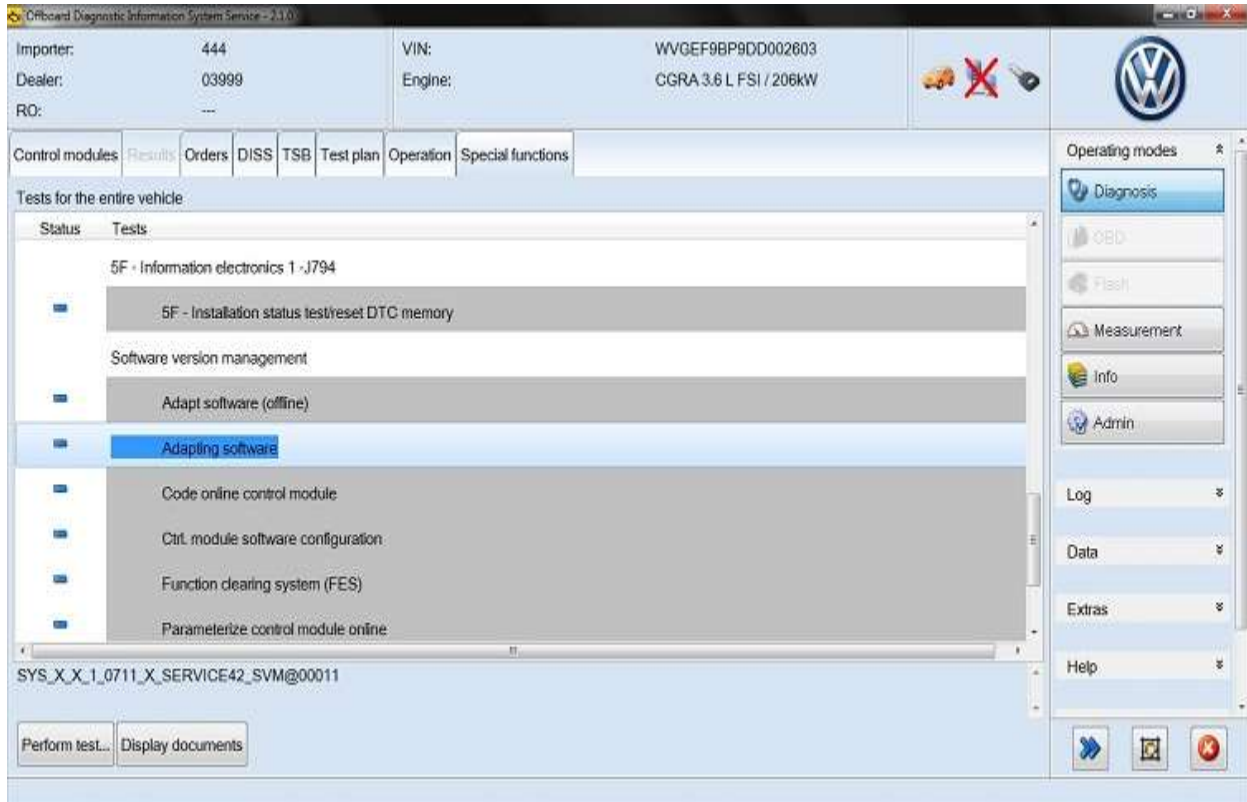 Offboard Diagnostic Information System Service - 2.1.0
Importer: 444 VIN: WVGEF9BP9DD002603
Dealer: 03999 Engine: CGRA 3.6 L FSI / 206kW
RO: ---
Control modules Results Orders DISS TSB Test plan Operation Special functions
Tests for the entire vehicle
Status Tests
5F - Information electronics 1 -J794
5F - Installation status test/reset DTC memory
Software version management
Adapt software (offline)
Adapting software
Code online control module
Ctrl. module software configuration
Function clearing system (FES)
Parameterize control module online
SYS_X_X_1_0711_X_SERVICE42_SVM@00011
Perform test... Display documents
Operating modes
Diagnosis
OBD
Flash
Measurement
Info
Admin
Log
Data
Extras
Help